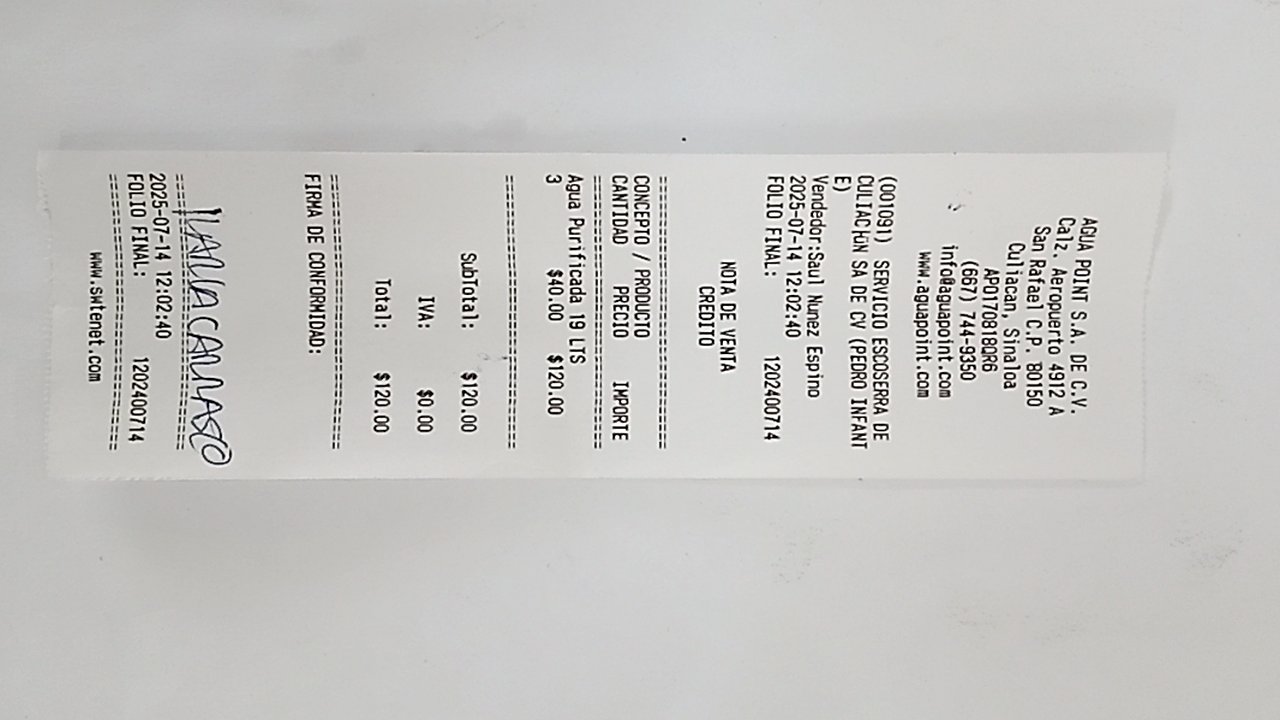 AGUA POINT S.A. DE C.V.
Calz. Aeropuerto 4912 A
San Rafael C.P. 80150
Culiacan, Sinaloa
APO170818QR6
(667) 744-9350
info@aguapoint.com
www.aguapoint.com
(001091) SERVICIO ESCOSERRA DE
CULIACHúN SA DE CV (PEDRO INFANT
E)
Vendedor:Saul Nunez Espino
2025-07-14 12:02:40
FOLIO FINAL: 1202400714
NOTA DE VENTA
CREDITO
================================
CONCEPTO / PRODUCTO
CANTIDAD PRECIO IMPORTE
================================
Agua Purificada 19 LTS
3 $40.00 $120.00
================================
SubTotal: $120.00
IVA: $0.00
Total: $120.00
================================
FIRMA DE CONFORMIDAD:
================================
2025-07-14 12:02:40
FOLIO FINAL: 1202400714
================================
www.swtenet.com